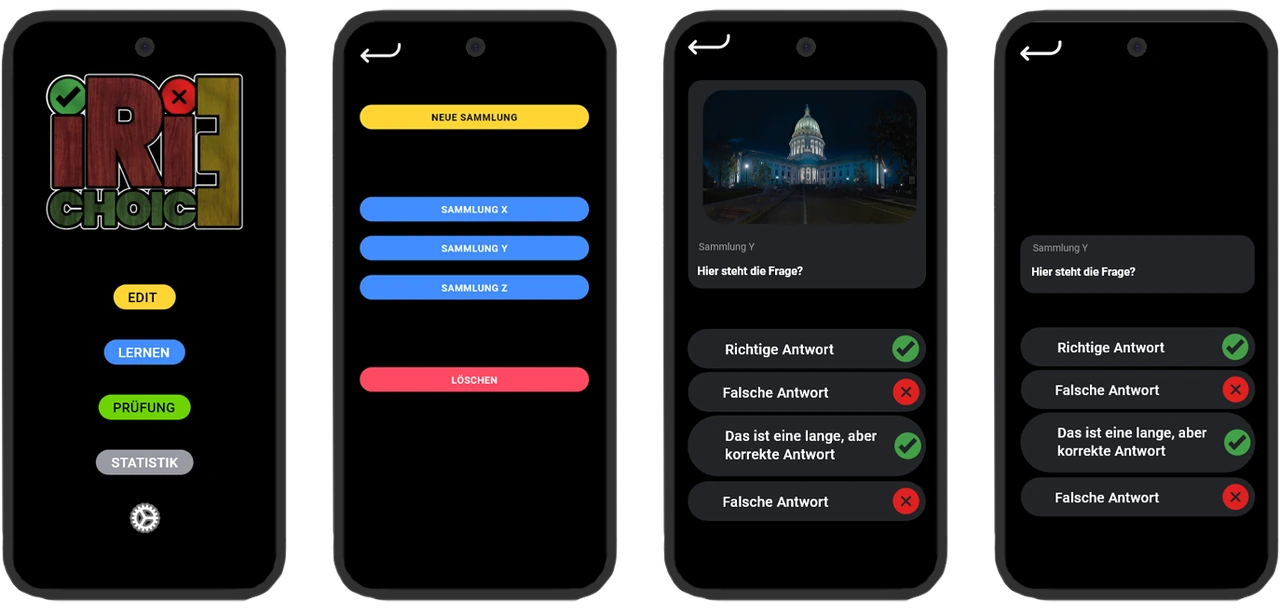 iRiE
CHOICE
EDIT
LERNEN
PRÜFUNG
STATISTIK
NEUE SAMMLUNG
SAMMLUNG X
SAMMLUNG Y
SAMMLUNG Z
LÖSCHEN
Sammlung Y
Hier steht die Frage?
Richtige Antwort
Falsche Antwort
Das ist eine lange, aber
korrekte Antwort
Falsche Antwort
Sammlung Y
Hier steht die Frage?
Richtige Antwort
Falsche Antwort
Das ist eine lange, aber
korrekte Antwort
Falsche Antwort